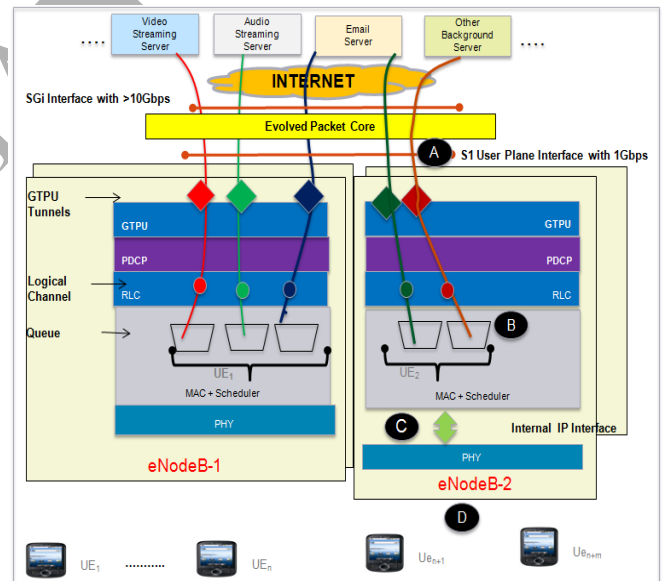 Video
Streaming
Server
Audio
Streaming
Server
Email
Server
Other
Background
Server
....
....
INTERNET
SGi Interface with >10Gbps
Evolved Packet Core
A
S1 User Plane Interface with 1Gbps
GTPU
Tunnels
GTPU
GTPU
PDCP
PDCP
Logical
Channel
RLC
RLC
Queue
B
UE1
UE2
MAC + Scheduler
MAC + Scheduler
C
Internal IP Interface
PHY
PHY
eNodeB-1
eNodeB-2
D
UE1
...........
UEn
Uen+1
Uen+m